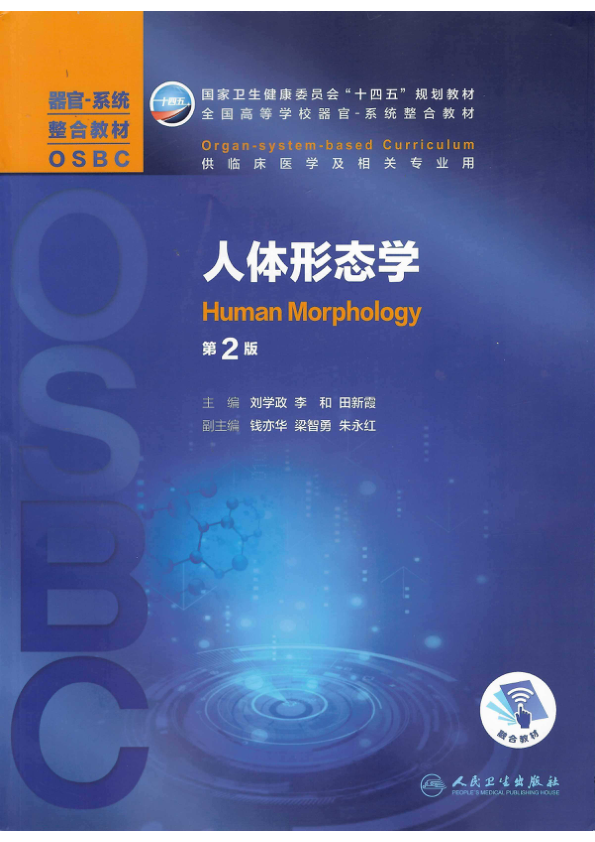 器官-系统
整合教材
OSBC
十四五
国家卫生健康委员会“十四五”规划教材
全国高等学校器官-系统整合教材
Organ-system-based Curriculum
供临床医学及相关专业用
OSBC
人体形态学
Human Morphology
第2版
主 编 刘学政 李 和 田新霞
副主编 钱亦华 梁智勇 朱永红
融合教材
人民卫生出版社
PEOPLE'S MEDICAL PUBLISHING HOUSE